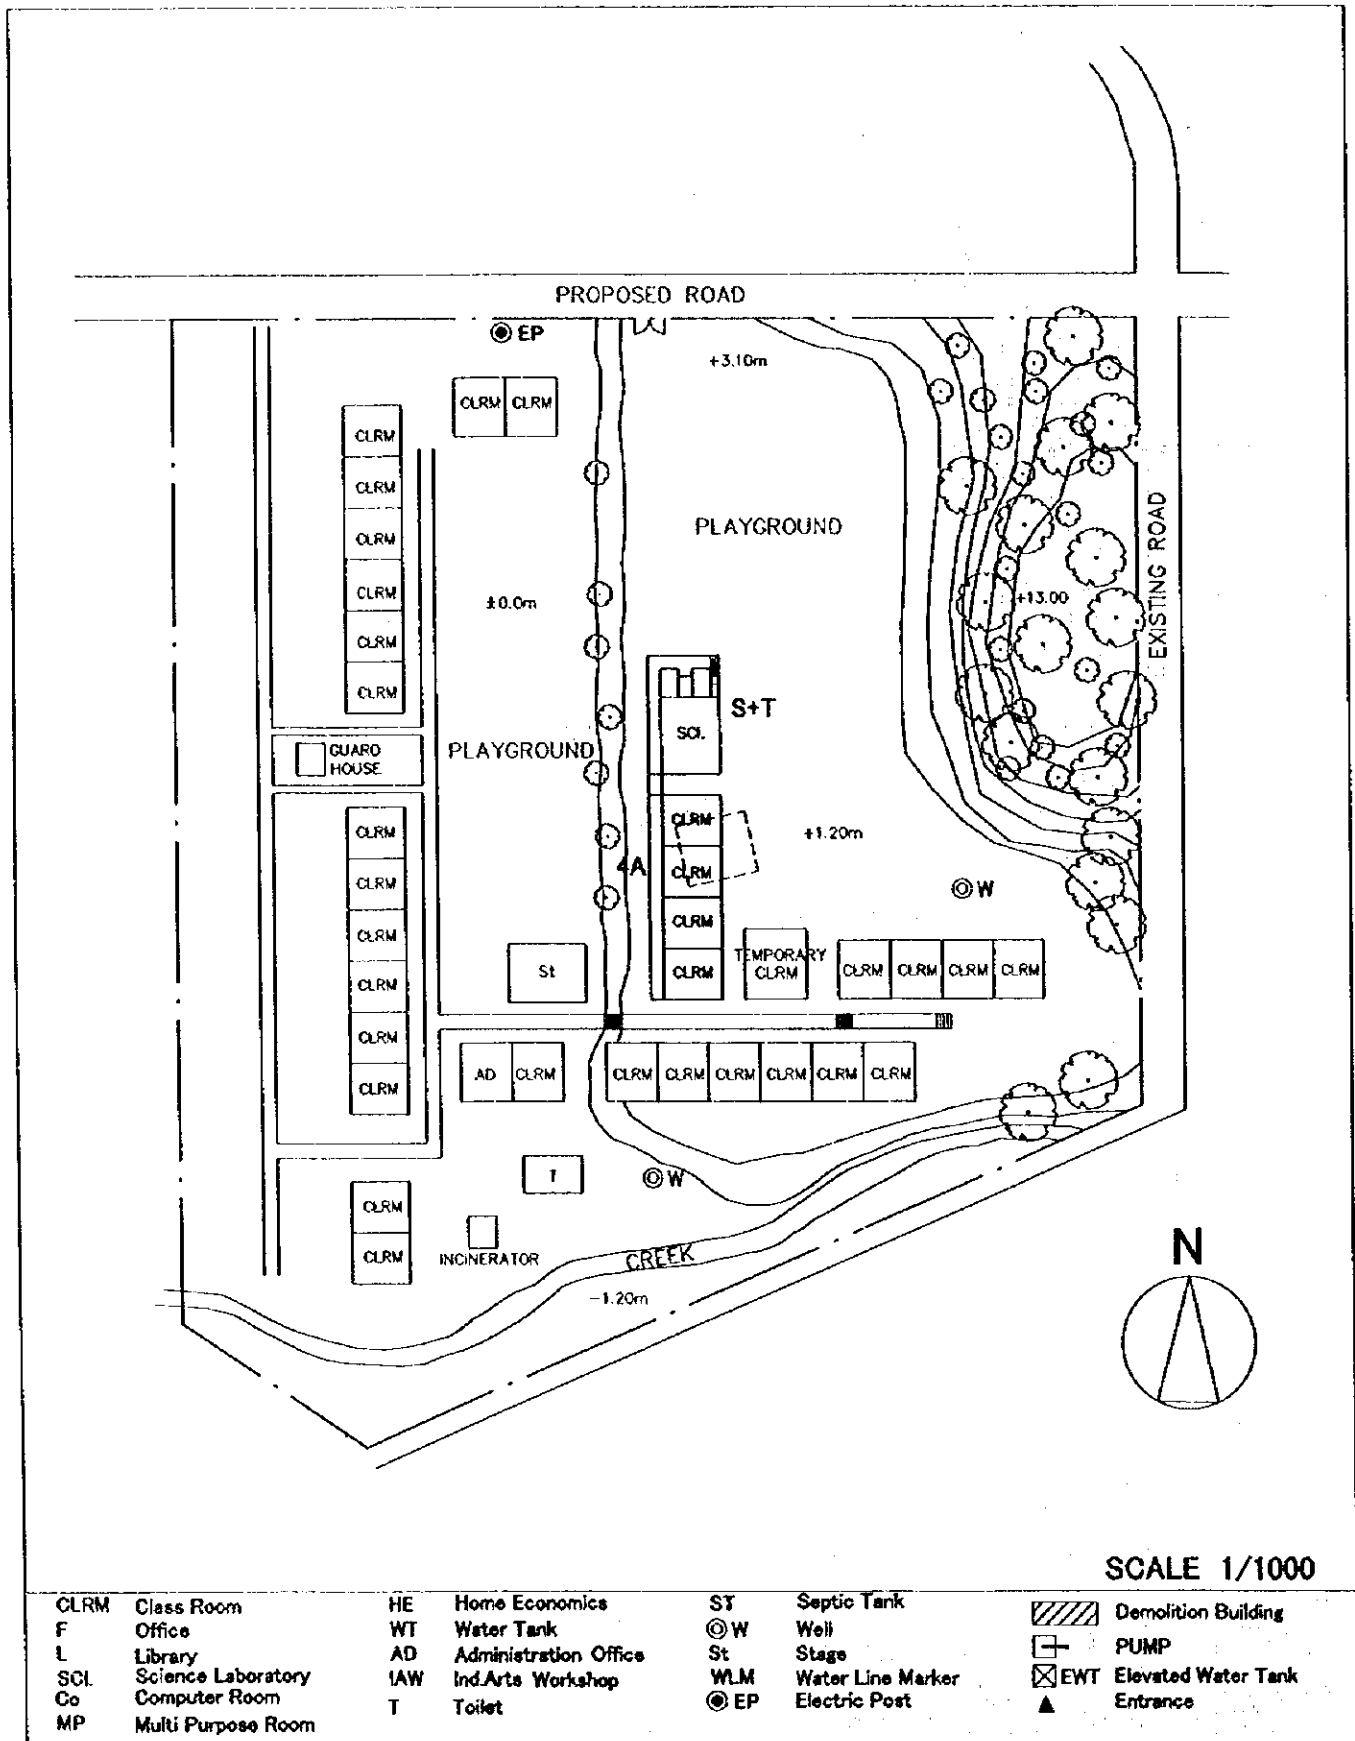 PROPOSED ROAD
EP
+3.10m
CLRM CLRM
CLRM
CLRM
CLRM
CLRM
CLRM
CLRM
PLAYGROUND
EXISTING ROAD
±0.0m
+13.00
S+T
SCI.
PLAYGROUND
GUARD
HOUSE
CLRM
CLRM
CLRM
CLRM
CLRM
CLRM
CLRM
CLRM
CLRM
CLRM
4A
+1.20m
W
St
TEMPORARY
CLRM
CLRM CLRM CLRM CLRM
AD CLRM
CLRM CLRM CLRM CLRM CLRM CLRM
T
W
CLRM
CLRM
INCINERATOR
CREEK
-1.20m
N
SCALE 1/1000
CLRM Class Room
F Office
L Library
SCI. Science Laboratory
Co Computer Room
MP Multi Purpose Room
HE Home Economics
WT Water Tank
AD Administration Office
IAW Ind.Arts Workshop
T Toilet
ST Septic Tank
W Well
St Stage
WLM Water Line Marker
EP Electric Post
Demolition Building
PUMP
EWT Elevated Water Tank
Entrance